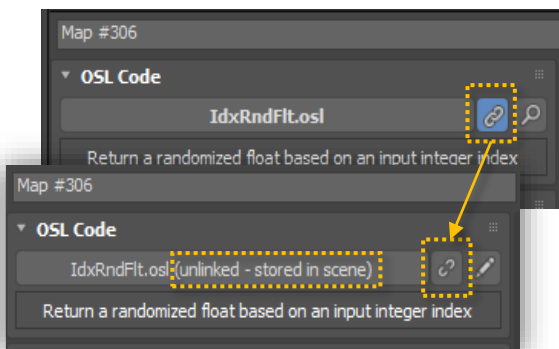 Map #306
OSL Code
IdxRndFlt.osl
Return a randomized float based on an input integer index
Map #306
OSL Code
IdxRndFlt.osl (unlinked - stored in scene)
Return a randomized float based on an input integer index